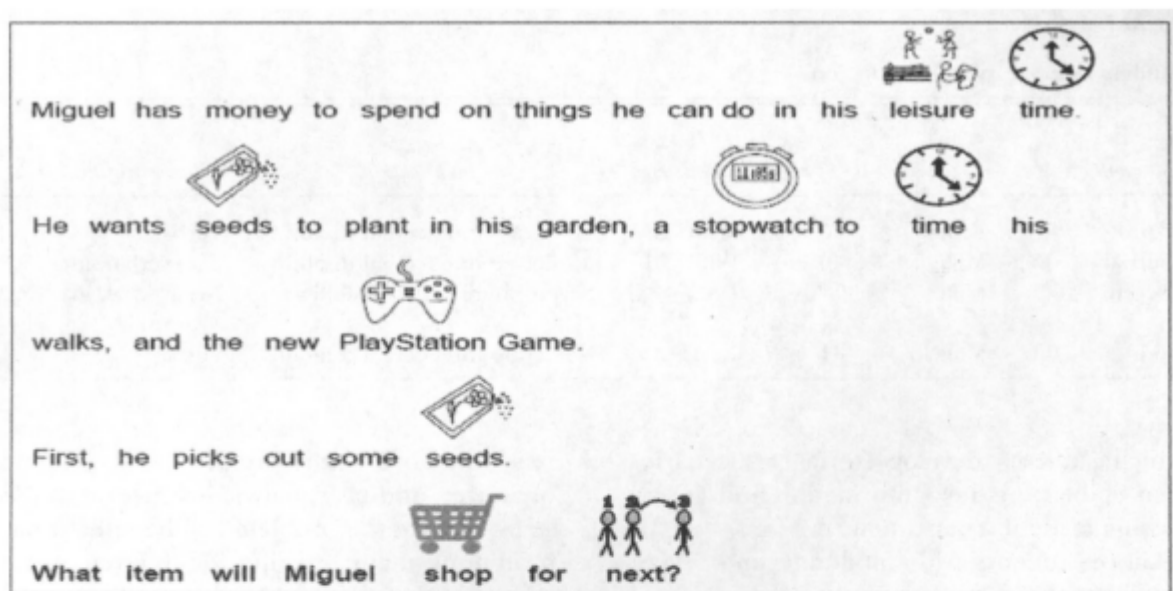 Miguel has money to spend on things he can do in his leisure time.
He wants seeds to plant in his garden, a stopwatch to time his
walks, and the new PlayStation Game.
First, he picks out some seeds.
What item will Miguel shop for next?